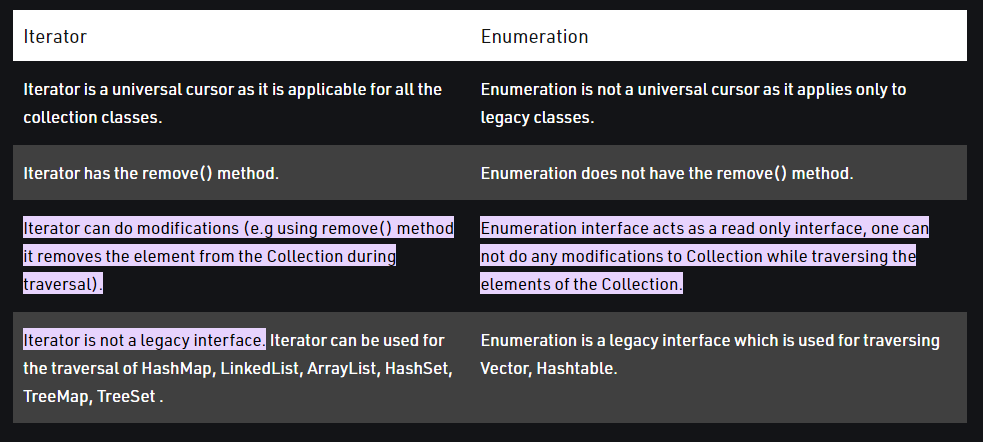 Iterator
Enumeration
Iterator is a universal cursor as it is applicable for all the
collection classes.
Enumeration is not a universal cursor as it applies only to
legacy classes.
Iterator has the remove() method.
Enumeration does not have the remove() method.
Iterator can do modifications (e.g using remove() method
it removes the element from the Collection during
traversal).
Enumeration interface acts as a read only interface, one can
not do any modifications to Collection while traversing the
elements of the Collection.
Iterator is not a legacy interface. Iterator can be used for
the traversal of HashMap, LinkedList, ArrayList, HashSet,
TreeMap, TreeSet .
Enumeration is a legacy interface which is used for traversing
Vector, Hashtable.